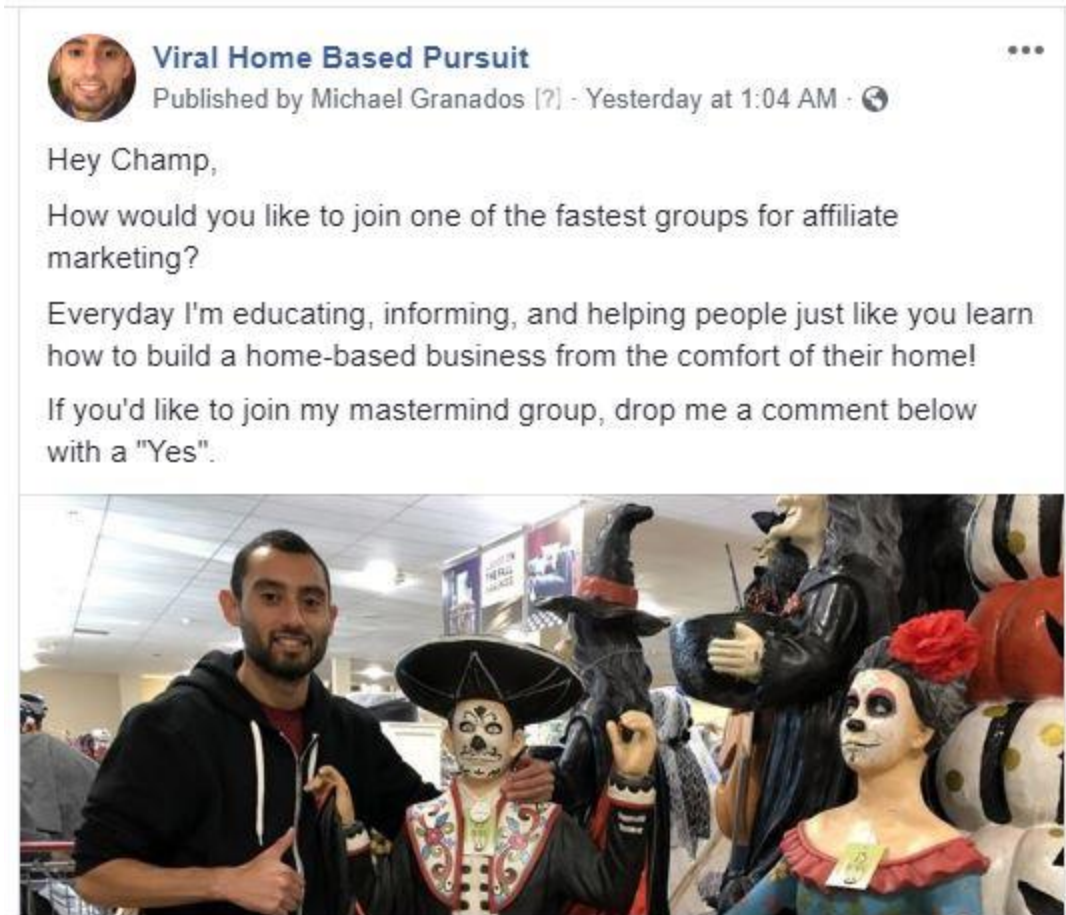 Viral Home Based Pursuit
Published by Michael Granados [?] · Yesterday at 1:04 AM ·
Hey Champ,
How would you like to join one of the fastest groups for affiliate
marketing?
Everyday I'm educating, informing, and helping people just like you learn
how to build a home-based business from the comfort of their home!
If you'd like to join my mastermind group, drop me a comment below
with a "Yes".
THE FALL